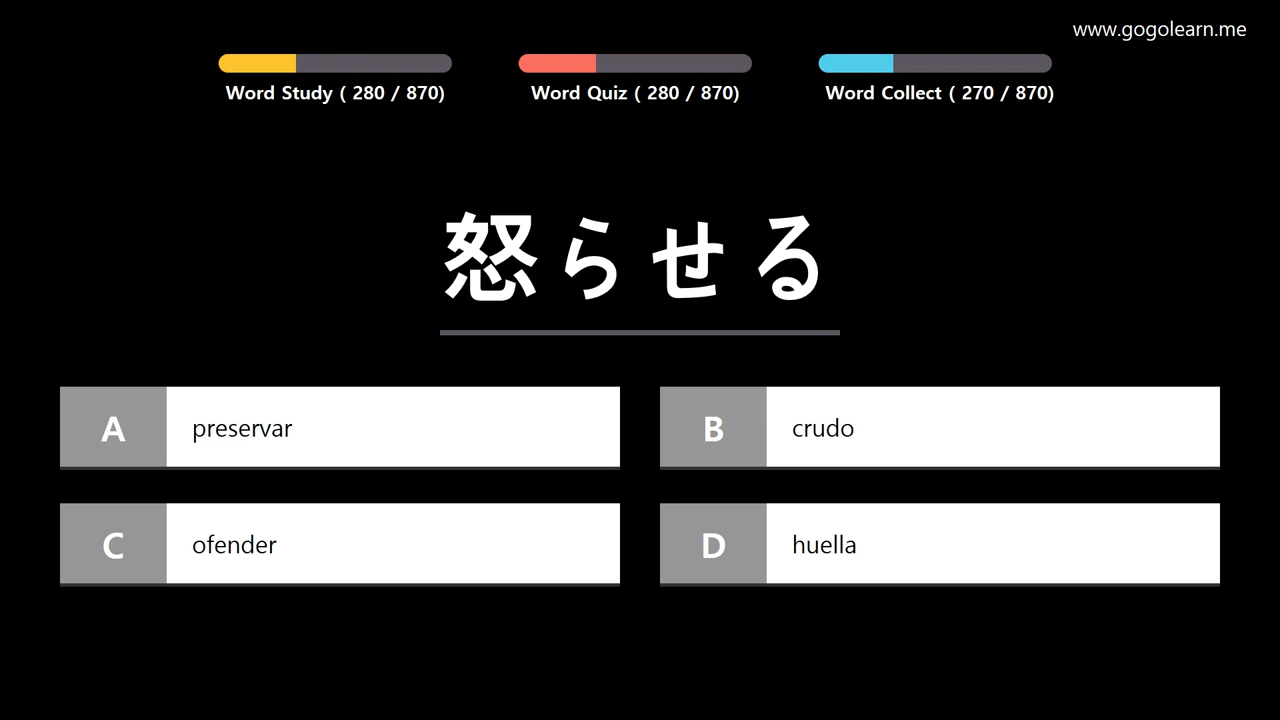 www.gogolearn.me
Word Study ( 280 / 870)
Word Quiz ( 280 / 870)
Word Collect ( 270 / 870)
怒らせる
A preservar
B crudo
C ofender
D huella